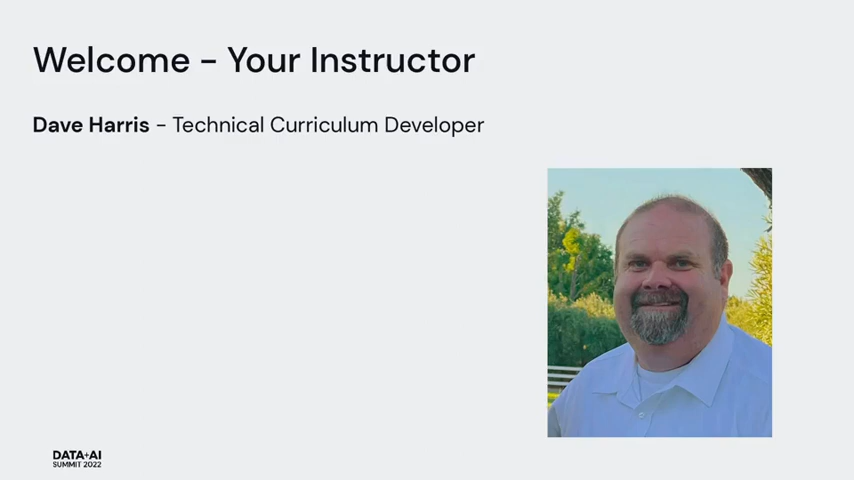 Welcome - Your Instructor
Dave Harris - Technical Curriculum Developer
DATA+AI
SUMMIT 2022